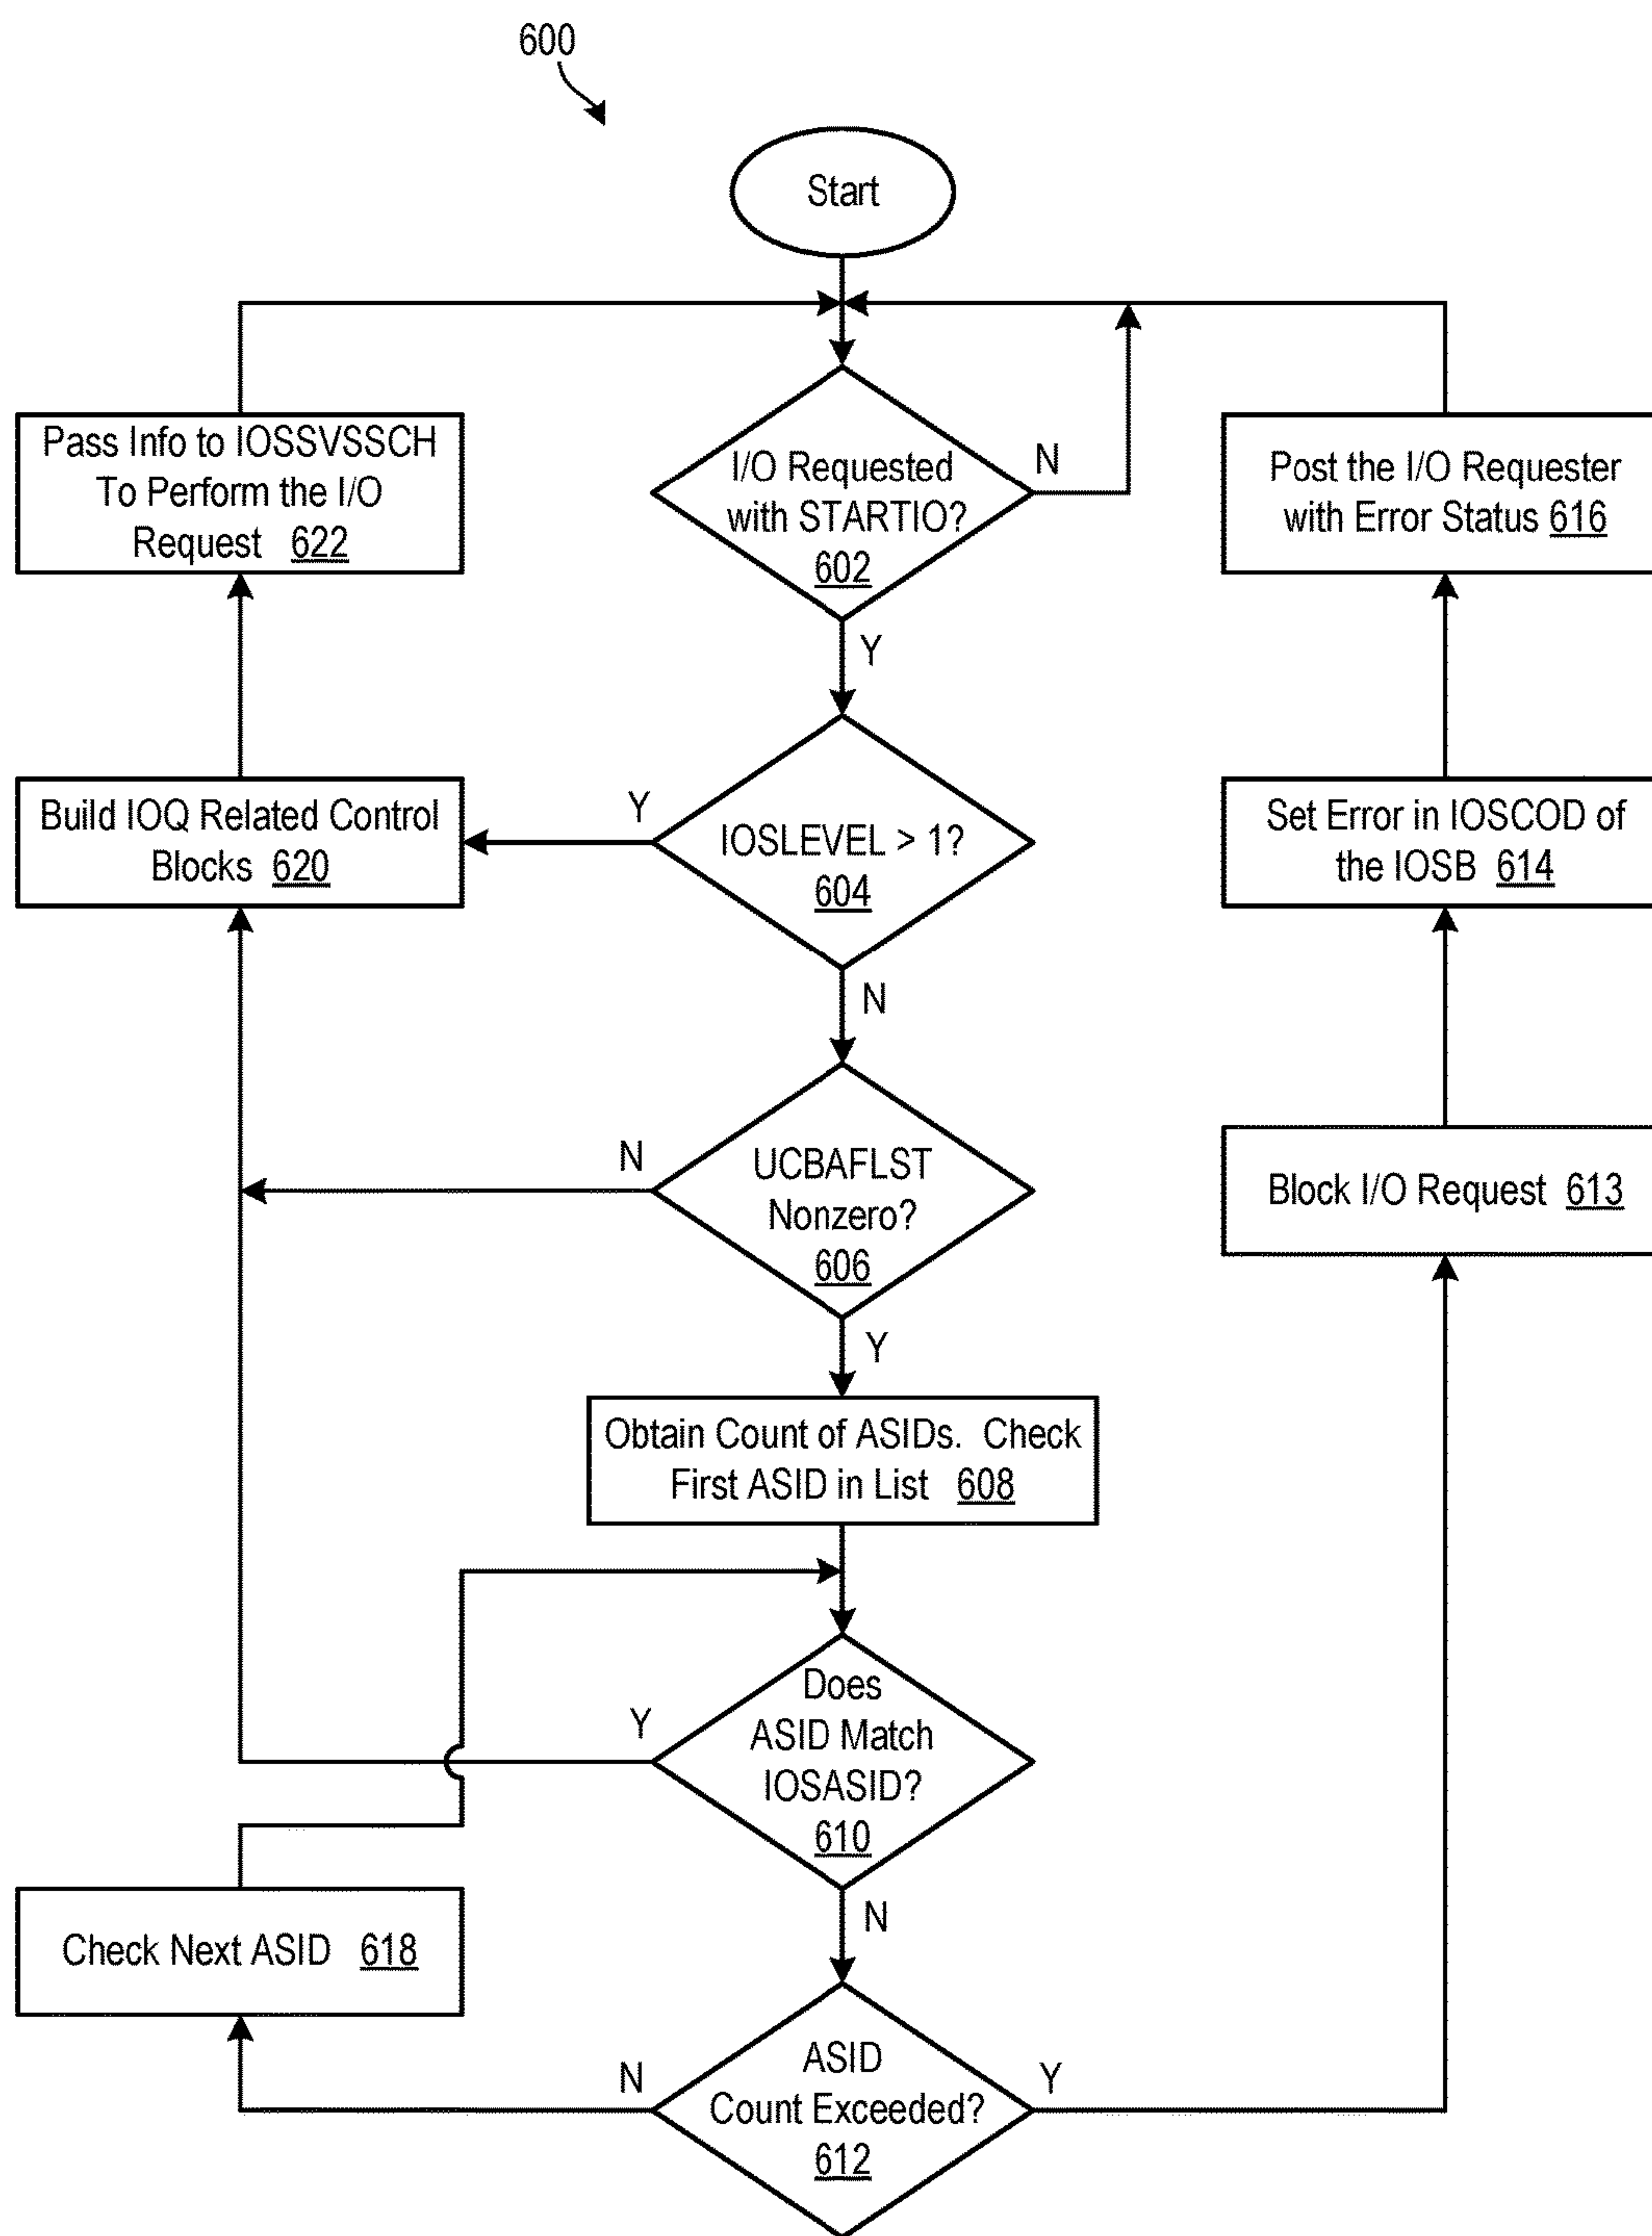 600
Start
I/O Requested
with STARTIO?
602
N
Y
Pass Info to IOSSVSSCH
To Perform the I/O
Request 622
Post the I/O Requester
with Error Status 616
IOSLEVEL > 1?
604
Y
N
Build IOQ Related Control
Blocks 620
Set Error in IOSCOD of
the IOSB 614
UCBAFLST
Nonzero?
606
N
Y
Block I/O Request 613
Obtain Count of ASIDs. Check
First ASID in List 608
Does
ASID Match
IOSASID?
610
Y
N
Check Next ASID 618
ASID
Count Exceeded?
612
N
Y